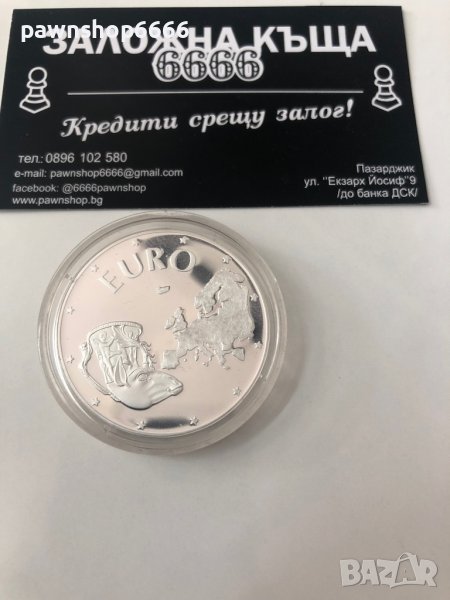 pawnshop6666
ЗАЛОЖНА КЪЩА
6666
Кредити срещу залог!
тел.: 0896 102 580
e-mail: pawnshop6666@gmail.com
facebook: @6666pawnshop
www.pawnshop.bg
Пазарджик
ул. "Екзарх Йосиф"9
/до банка ДСК/
EURO
BAZAR